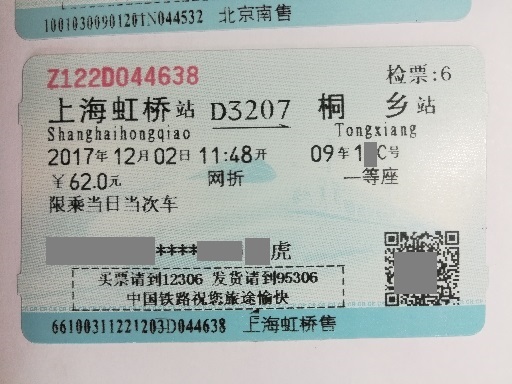 10010300901201N044532 北京南售
Z122D044638 检票:6
上海虹桥站 D3207 桐乡站
Shanghaihongqiao Tongxiang
2017年12月02日 11:48开 09车1 C号
￥62.0元 网折 一等座
限乘当日当次车
**** 虎
买票请到12306 发货请到95306
中国铁路祝您旅途愉快
66100311221203D044638 上海虹桥售